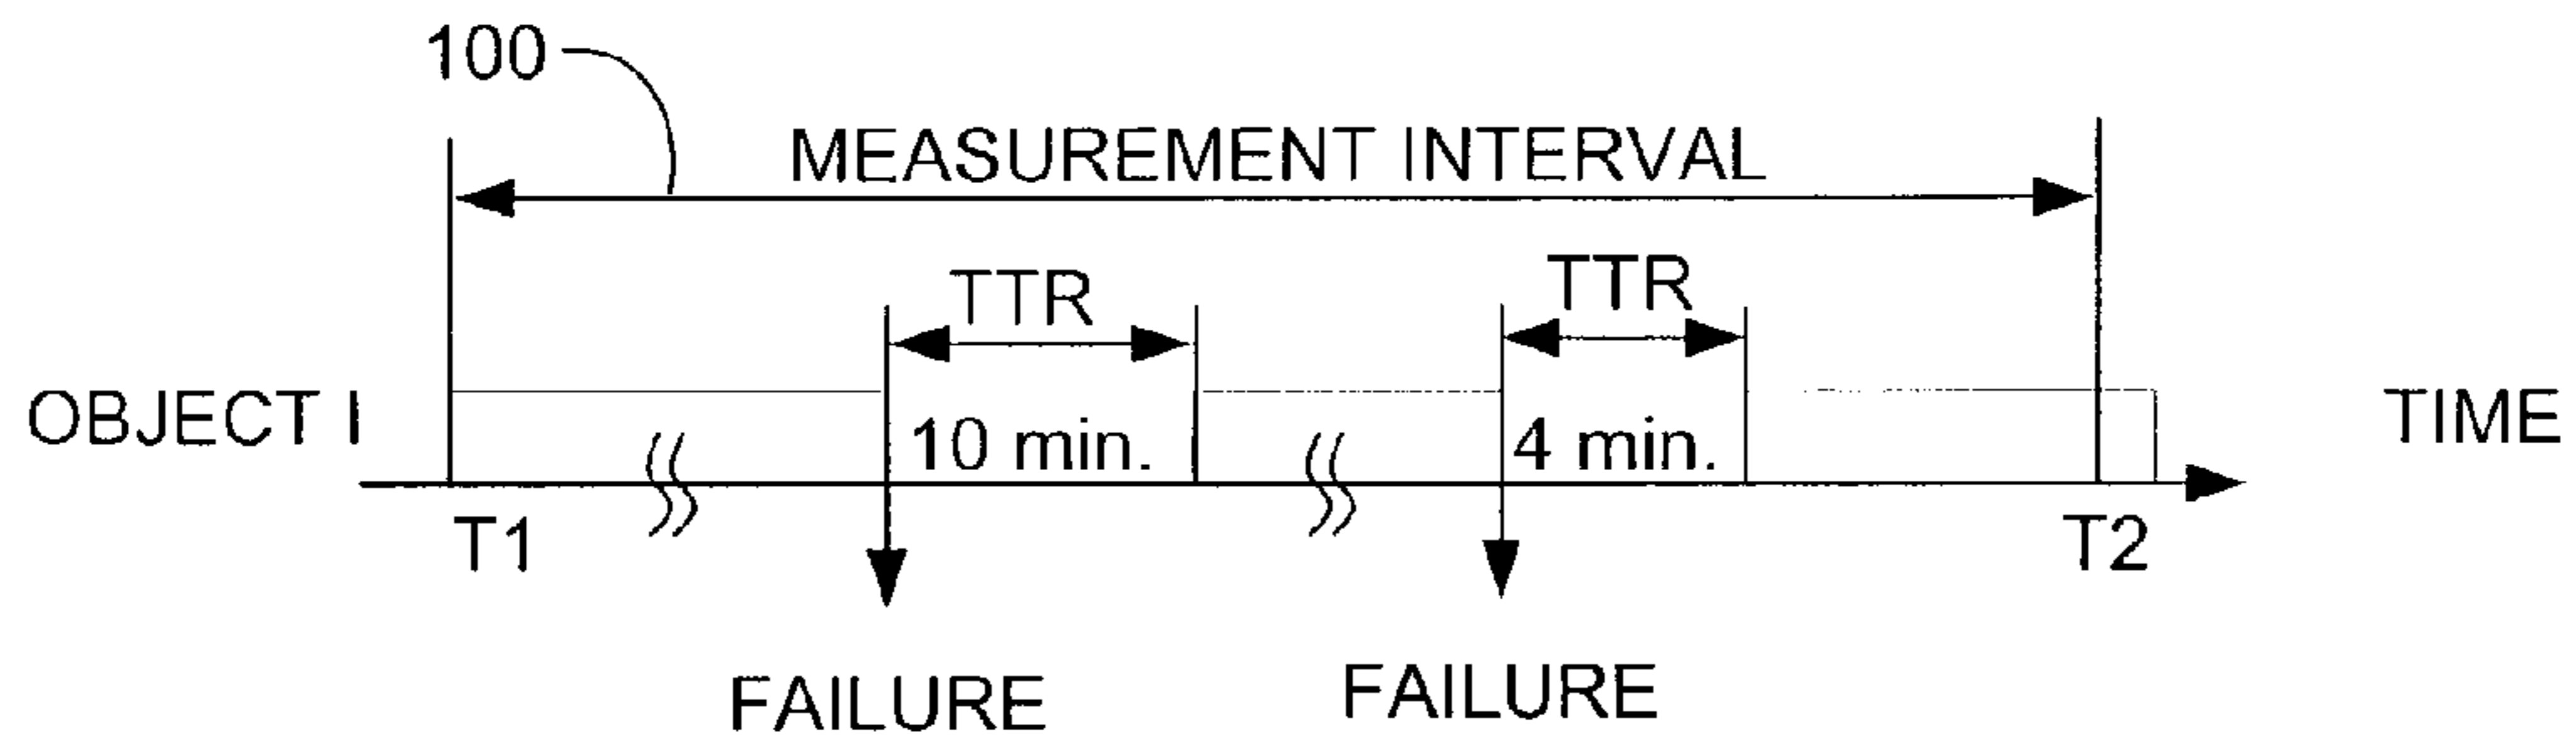 100
MEASUREMENT INTERVAL
TTR TTR
OBJECT I 10 min. 4 min. TIME
T1 T2
FAILURE FAILURE